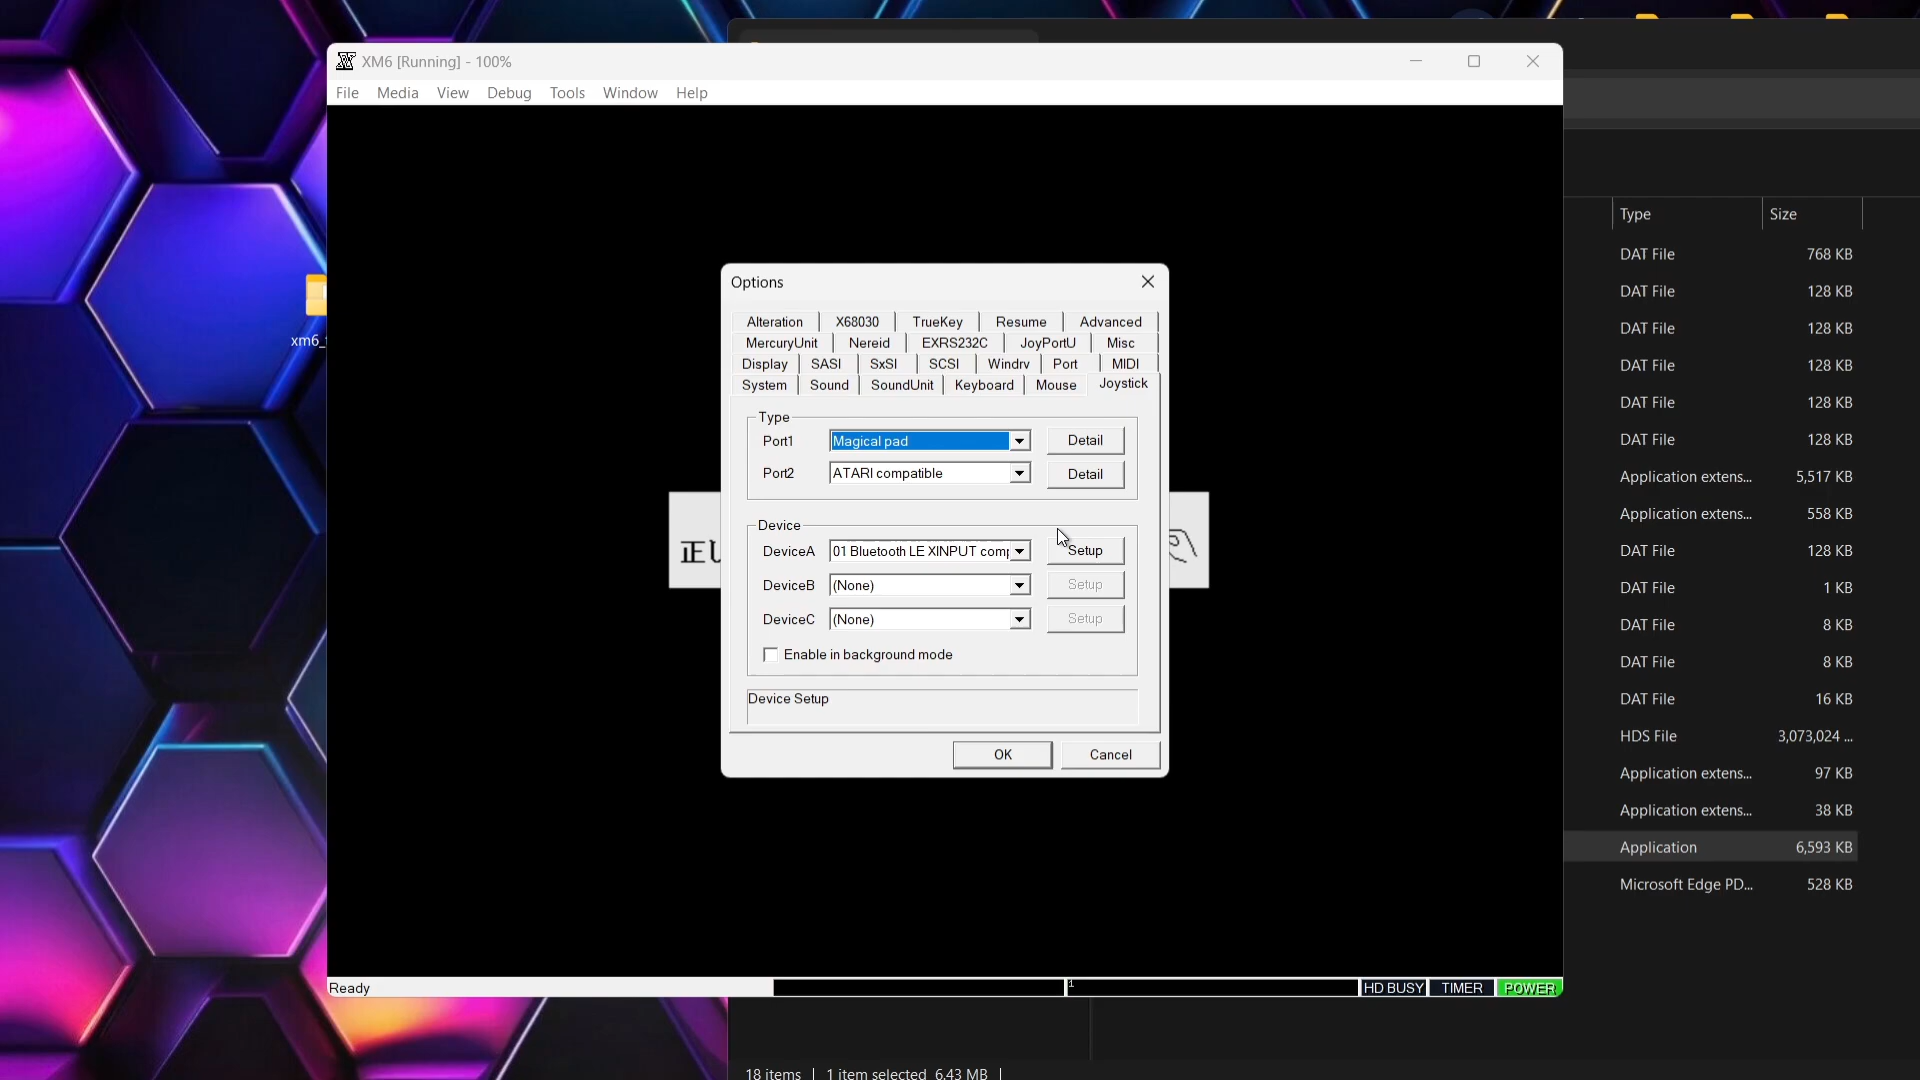 XM6 [Running] - 100%
File Media View Debug Tools Window Help
Type Size
DAT File 768 KB
DAT File 128 KB
DAT File 128 KB
DAT File 128 KB
DAT File 128 KB
DAT File 128 KB
Application extens... 5,517 KB
Application extens... 558 KB
DAT File 128 KB
DAT File 1 KB
DAT File 8 KB
DAT File 8 KB
DAT File 16 KB
HDS File 3,073,024 ...
Application extens... 97 KB
Application extens... 38 KB
Application 6,593 KB
Microsoft Edge PD... 528 KB
xm6_
Options
Alteration X68030 TrueKey Resume Advanced
MercuryUnit Nereid EXRS232C JoyPortU Misc
Display SASI SxSI SCSI Windrv Port MIDI
System Sound SoundUnit Keyboard Mouse Joystick
Type
Port1 Magical pad Detail
Port2 ATARI compatible Detail
Device
DeviceA 01 Bluetooth LE XINPUT comp Setup
DeviceB (None) Setup
DeviceC (None) Setup
Enable in background mode
Device Setup
OK Cancel
正し
Ready 1 HD BUSY TIMER POWER
18 items 1 item selected 6.43 MB